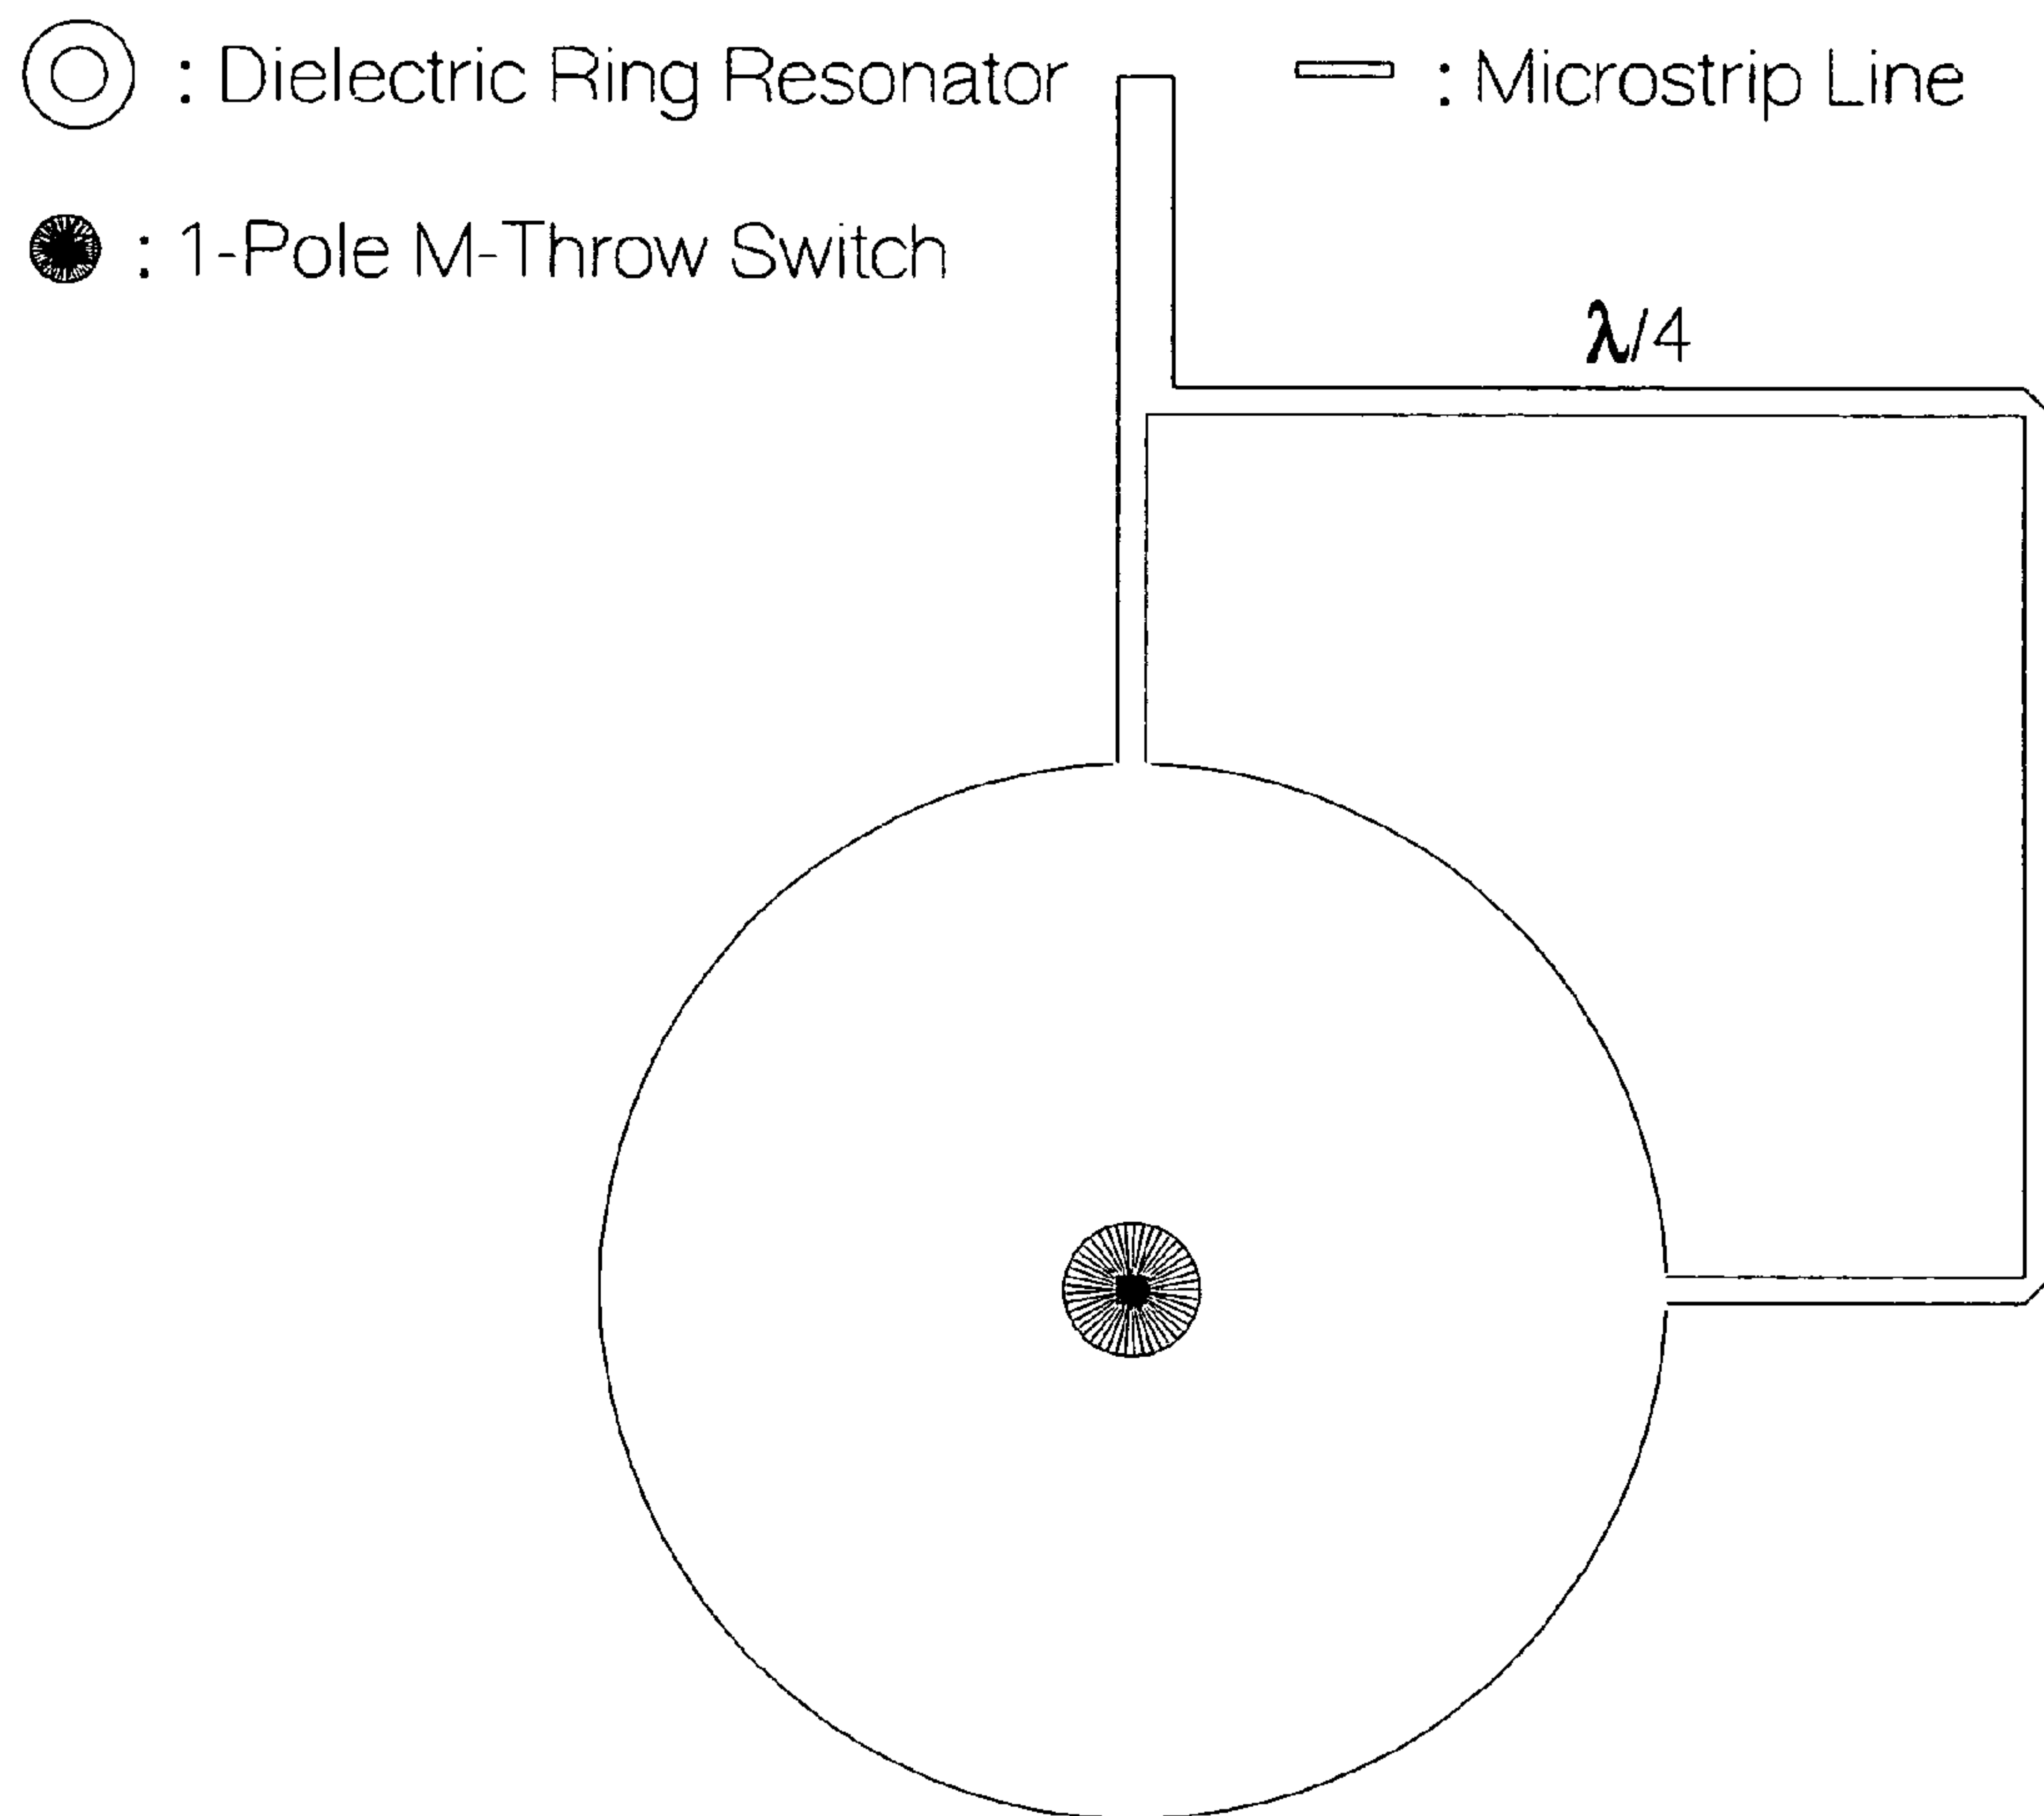 : Dielectric Ring Resonator : Microstrip Line
: 1-Pole M-Throw Switch
λ/4